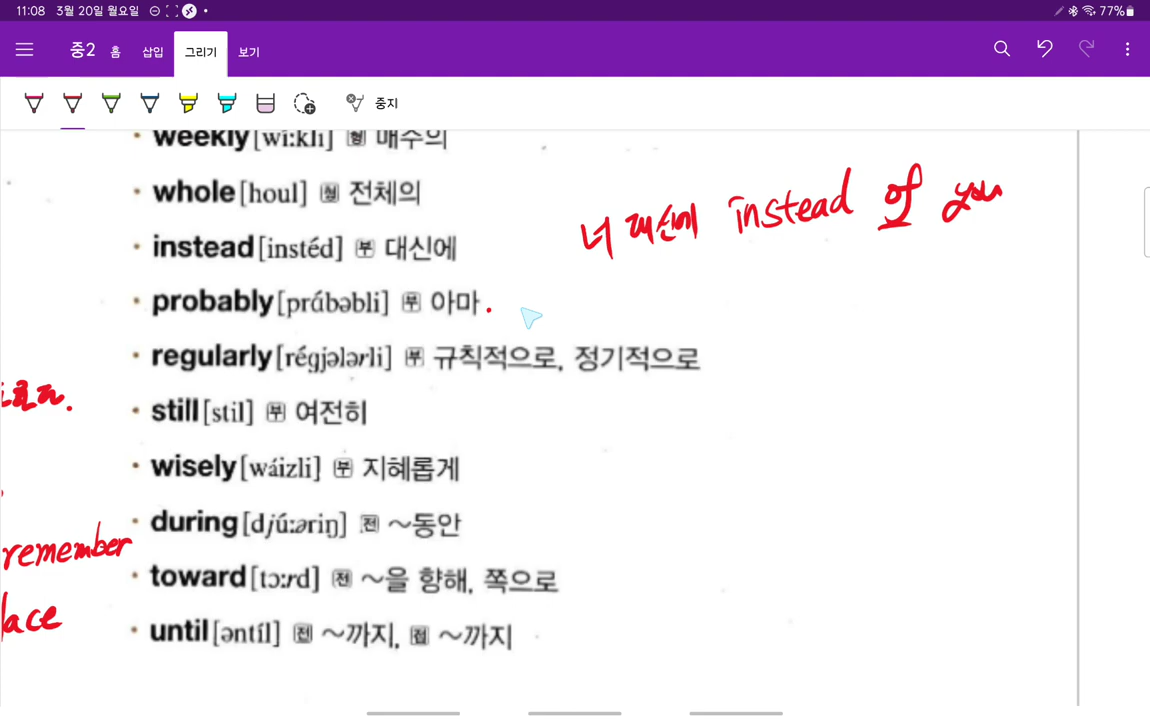 11:08 3월 20일 월요일 77%
중2 홈 삽입 그리기 보기
중지
weekly[wíːkli] 형 매주의
whole[houl] 형 전체의
너 대신에 instead of you
instead[instéd] 부 대신에
probably[prábəbli] 부 아마
regularly[régjələrli] 부 규칙적으로, 정기적으로
still[stil] 부 여전히
wisely[wáizli] 부 지혜롭게
during[djúːəriŋ] 전 ~동안
remember
toward[tɔːrd] 전 ~을 향해, 쪽으로
lace
until[əntíl] 전 ~까지, 접 ~까지